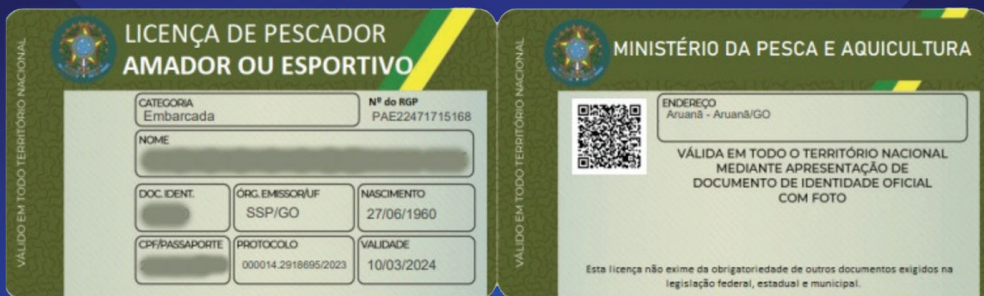 VÁLIDO EM TODO TERRITÓRIO NACIONAL
LICENÇA DE PESCADOR
AMADOR OU ESPORTIVO
CATEGORIA
Embarcada
Nº do RGP
PAE22471715168
NOME
DOC. IDENT.
ÓRG. EMISSOR/UF
SSP/GO
NASCIMENTO
27/06/1960
CPF/PASSAPORTE
PROTOCOLO
000014.2918695/2023
VALIDADE
10/03/2024
VÁLIDO EM TODO TERRITÓRIO NACIONAL
MINISTÉRIO DA PESCA E AQUICULTURA
ENDEREÇO
Aruanã - Aruanã/GO
VÁLIDA EM TODO O TERRITÓRIO NACIONAL
MEDIANTE APRESENTAÇÃO DE
DOCUMENTO DE IDENTIDADE OFICIAL
COM FOTO
Esta licença não exime da obrigatoriedade de outros documentos exigidos na
legislação federal, estadual e municipal.